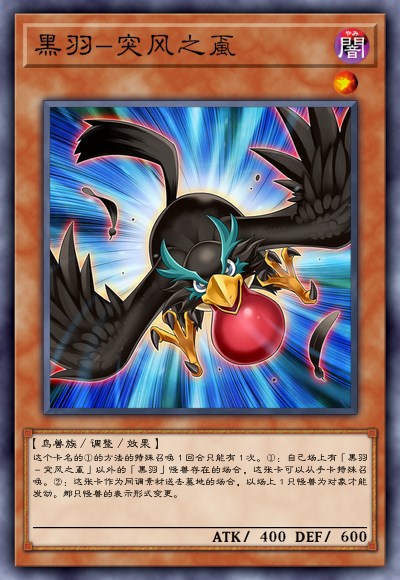 黑羽－突风之虿
やみ
闇
【鸟兽族／调整／效果】
这个卡名的①的方法的特殊召唤1回合只能有1次。①：自己场上有「黑羽
－突风之虿」以外的「黑羽」怪兽存在的场合，这张卡可以从手卡特殊召
唤。②：这张卡作为同调素材送去墓地的场合，以场上1只怪兽为对象才能
发动。那只怪兽的表示形式变更。
ATK/ 400 DEF/ 600